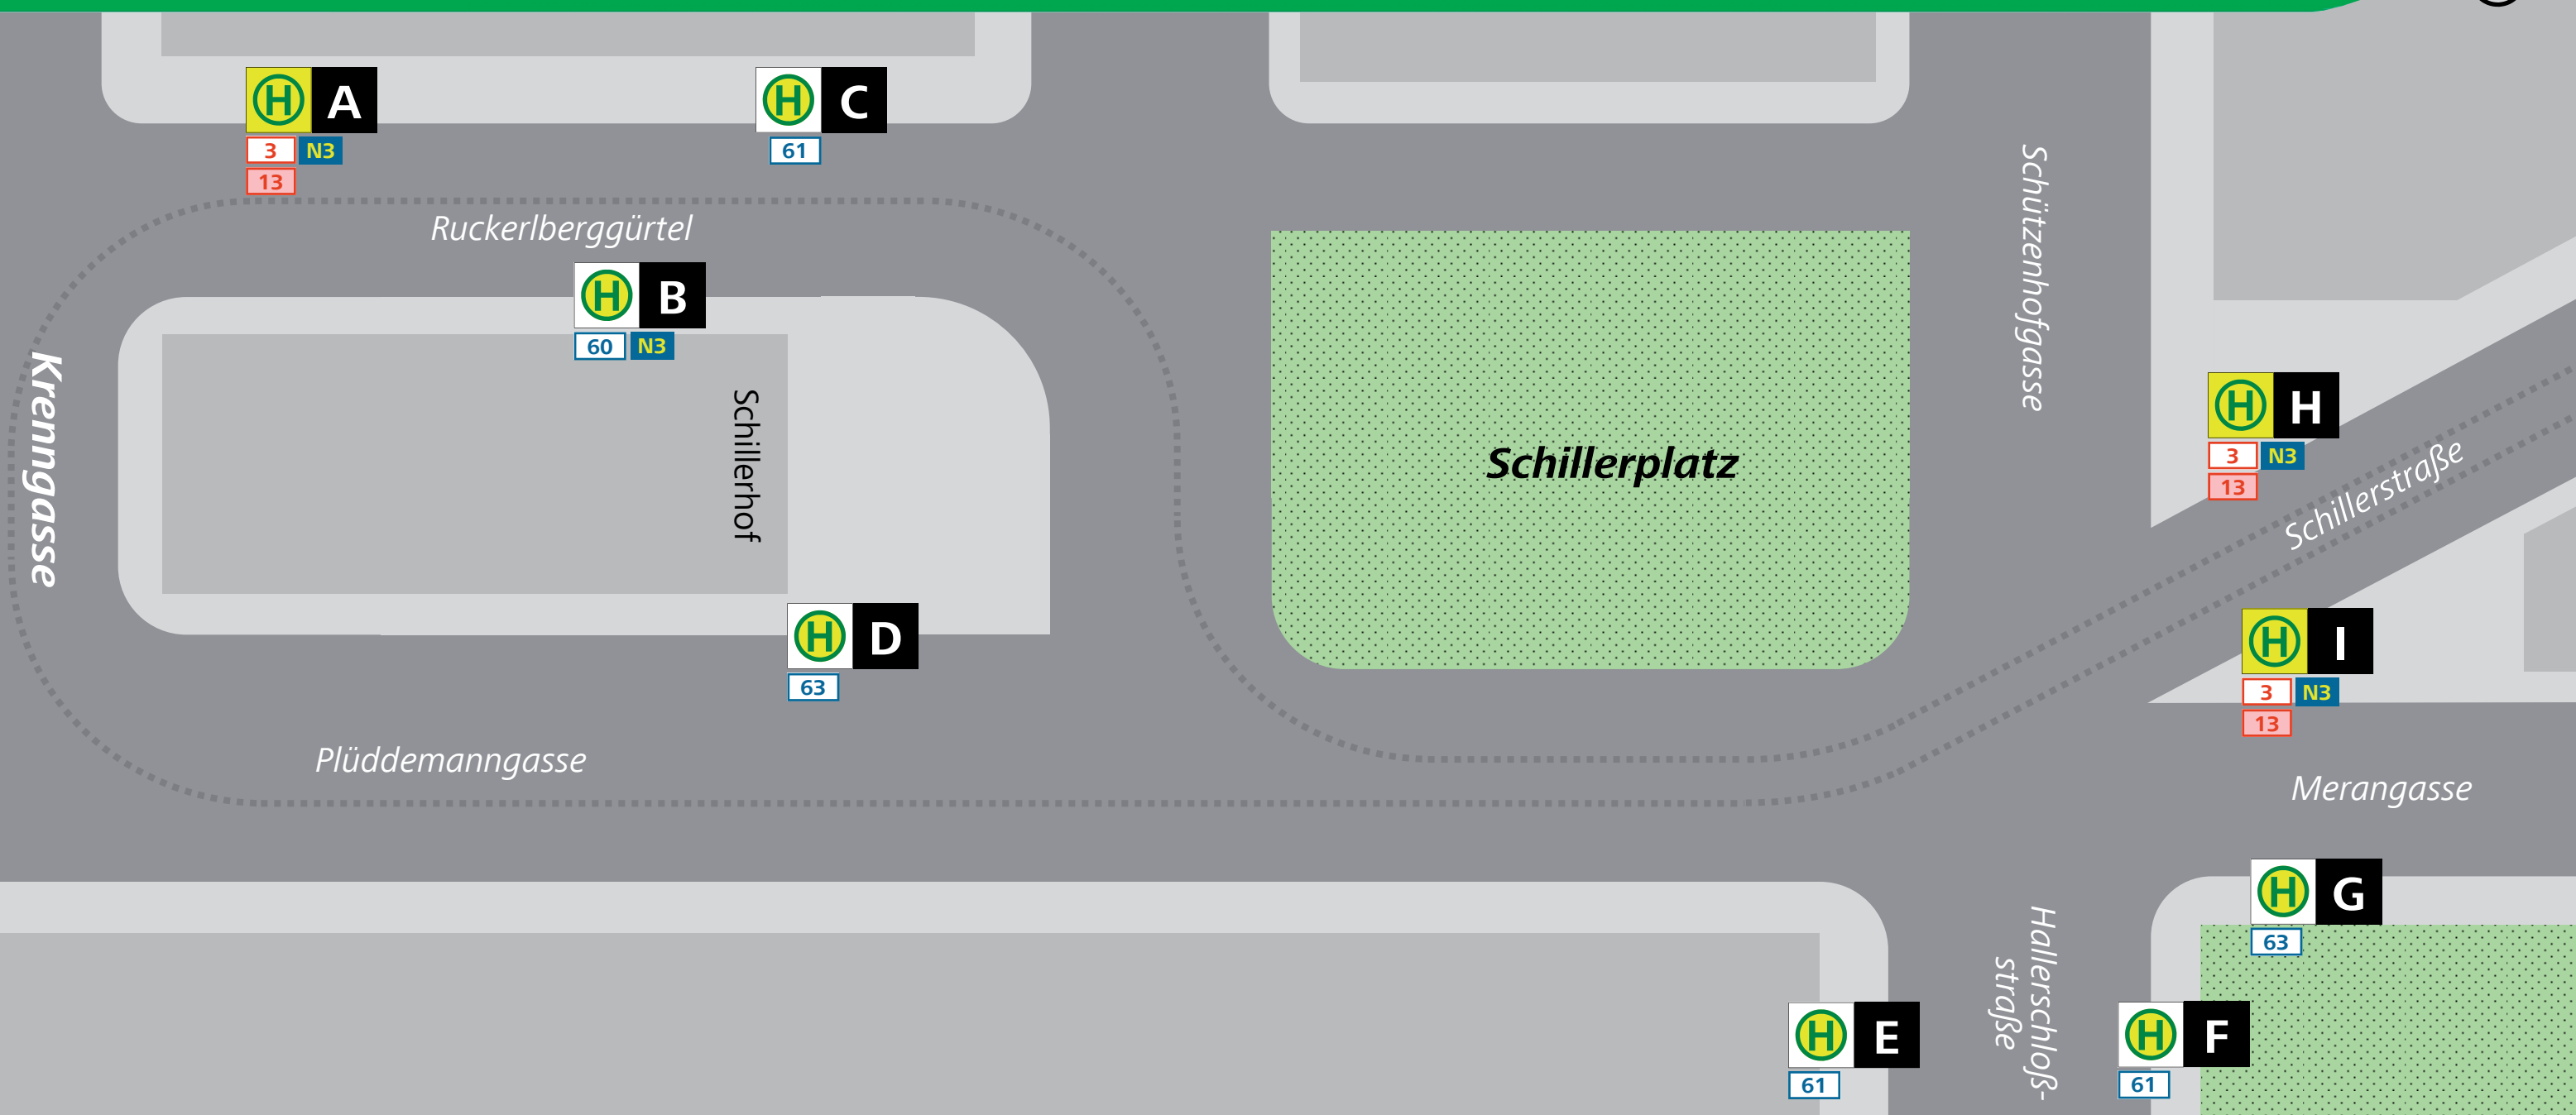 H A
3 N3
13
H C
61
Ruckerlberggürtel
H B
60 N3
Krenngasse
Schillerhof
H D
63
Plüddemanngasse
Schillerplatz
Schützenhofgasse
H H
3 N3
13
Schillerstraße
H I
3 N3
13
Merangasse
H G
63
Hallerschloß-
straße
H E
61
H F
61